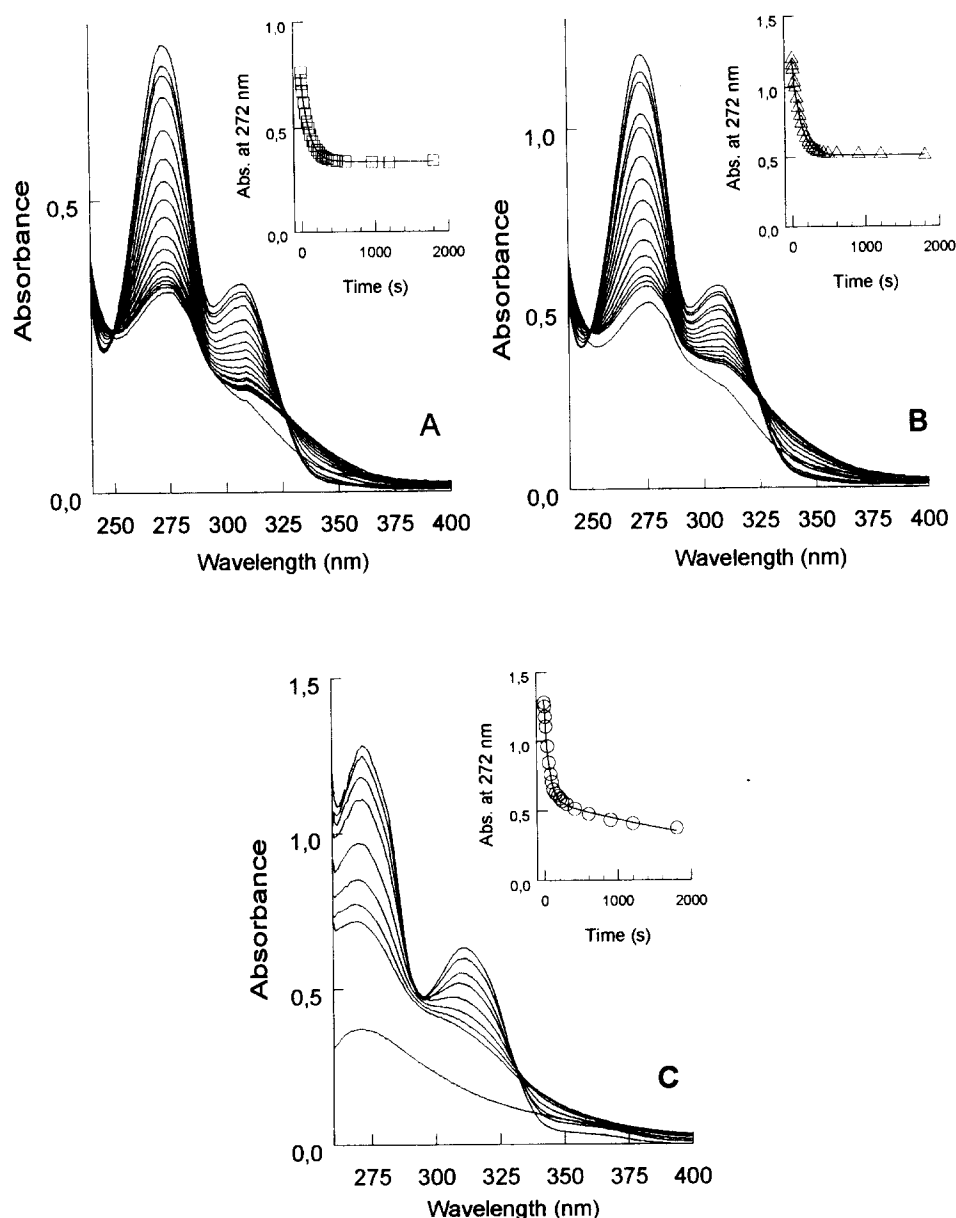 1,0
0,5
0,0
Abs. at 272 nm
0 1000 2000
Time (s)
0,5
0,0
Absorbance
250 275 300 325 350 375 400
Wavelength (nm)
A
1,5
1,0
0,5
0,0
Abs. at 272 nm
0 1000 2000
Time (s)
1,0
0,5
0,0
Absorbance
250 275 300 325 350 375 400
Wavelength (nm)
B
1,5
1,0
0,5
0,0
Abs. at 272 nm
0 1000 2000
Time (s)
1,5
1,0
0,5
0,0
Absorbance
275 300 325 350 375 400
Wavelength (nm)
C